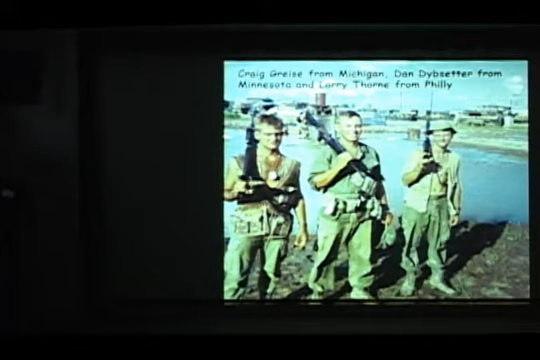 Craig Greise from Michigan, Dan Dybsetter from
Minnesota and Larry Thorne from Philly